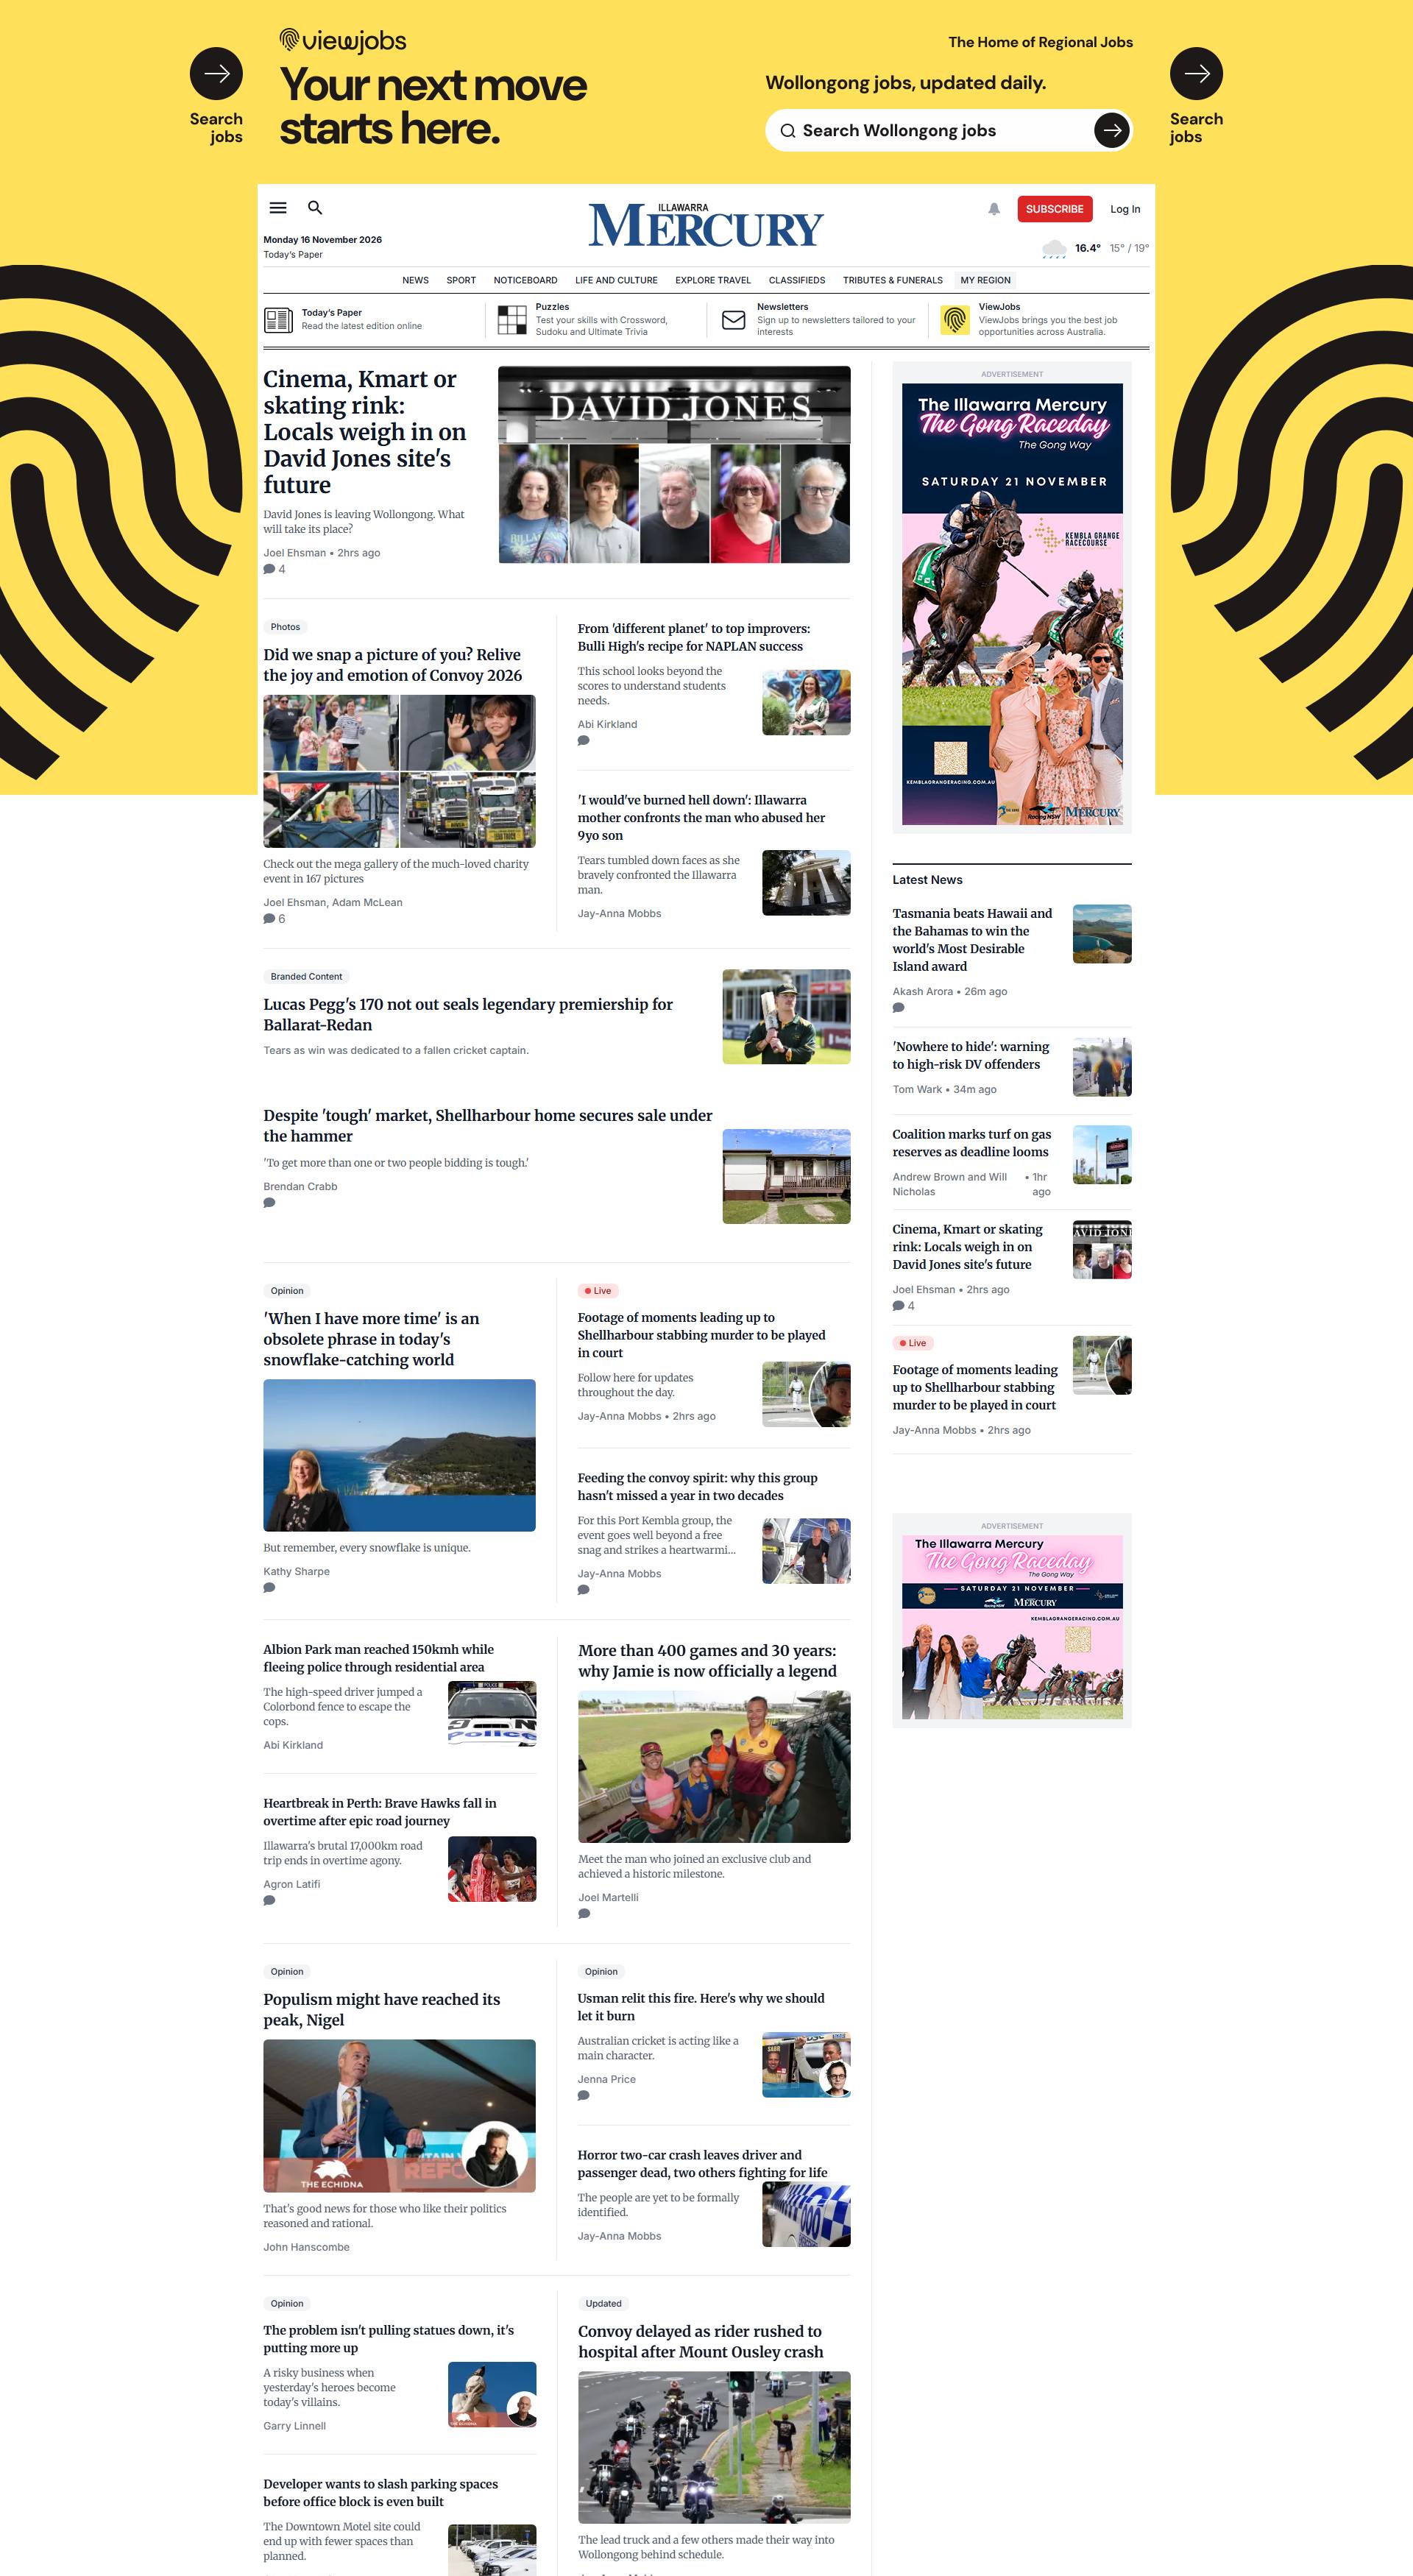 viewjobs
Your next move
starts here.
Search
jobs
The Home of Regional Jobs
Wollongong jobs, updated daily.
Search Wollongong jobs
Search
jobs
ILLAWARRA
MERCURY
SUBSCRIBE
Log In
Monday 16 November 2026
Today's Paper
16.4°
15° / 19°
NEWS
SPORT
NOTICEBOARD
LIFE AND CULTURE
EXPLORE TRAVEL
CLASSIFIEDS
TRIBUTES & FUNERALS
MY REGION
Today's Paper
Read the latest edition online
Puzzles
Test your skills with Crossword,
Sudoku and Ultimate Trivia
Newsletters
Sign up to newsletters tailored to your
interests
ViewJobs
ViewJobs brings you the best job
opportunities across Australia.
Cinema, Kmart or
skating rink:
Locals weigh in on
David Jones site's
future
David Jones is leaving Wollongong. What
will take its place?
Joel Ehsman • 2hrs ago
4
DAVID JONES
Photos
Did we snap a picture of you? Relive
the joy and emotion of Convoy 2026
Check out the mega gallery of the much-loved charity
event in 167 pictures
Joel Ehsman, Adam McLean
6
From 'different planet' to top improvers:
Bulli High's recipe for NAPLAN success
This school looks beyond the
scores to understand students
needs.
Abi Kirkland
'I would've burned hell down': Illawarra
mother confronts the man who abused her
9yo son
Tears tumbled down faces as she
bravely confronted the Illawarra
man.
Jay-Anna Mobbs
Branded Content
Lucas Pegg's 170 not out seals legendary premiership for
Ballarat-Redan
Tears as win was dedicated to a fallen cricket captain.
Despite 'tough' market, Shellharbour home secures sale under
the hammer
'To get more than one or two people bidding is tough.'
Brendan Crabb
Opinion
'When I have more time' is an
obsolete phrase in today's
snowflake-catching world
But remember, every snowflake is unique.
Kathy Sharpe
Live
Footage of moments leading up to
Shellharbour stabbing murder to be played
in court
Follow here for updates
throughout the day.
Jay-Anna Mobbs • 2hrs ago
Feeding the convoy spirit: why this group
hasn't missed a year in two decades
For this Port Kembla group, the
event goes well beyond a free
snag and strikes a heartwarmi...
Jay-Anna Mobbs
Albion Park man reached 150kmh while
fleeing police through residential area
The high-speed driver jumped a
Colorbond fence to escape the
cops.
Abi Kirkland
POLICE
Police
Heartbreak in Perth: Brave Hawks fall in
overtime after epic road journey
Illawarra's brutal 17,000km road
trip ends in overtime agony.
Agron Latifi
More than 400 games and 30 years:
why Jamie is now officially a legend
Meet the man who joined an exclusive club and
achieved a historic milestone.
Joel Martelli
Opinion
Populism might have reached its
peak, Nigel
THE ECHIDNA
That's good news for those who like their politics
reasoned and rational.
John Hanscombe
Opinion
Usman relit this fire. Here's why we should
let it burn
Australian cricket is acting like a
main character.
Jenna Price
Horror two-car crash leaves driver and
passenger dead, two others fighting for life
The people are yet to be formally
identified.
Jay-Anna Mobbs
000
Opinion
The problem isn't pulling statues down, it's
putting more up
A risky business when
yesterday's heroes become
today's villains.
Garry Linnell
Developer wants to slash parking spaces
before office block is even built
The Downtown Motel site could
end up with fewer spaces than
planned.
Updated
Convoy delayed as rider rushed to
hospital after Mount Ousley crash
The lead truck and a few others made their way into
Wollongong behind schedule.
ADVERTISEMENT
The Illawarra Mercury
The Gong Raceday
The Gong Way
SATURDAY 21 NOVEMBER
KEMBLA GRANGE
RACECOURSE
KEMBLAGRANGERACING.COM.AU
Racing NSW
MERCURY
Latest News
Tasmania beats Hawaii and
the Bahamas to win the
world's Most Desirable
Island award
Akash Arora • 26m ago
'Nowhere to hide': warning
to high-risk DV offenders
Tom Wark • 34m ago
Coalition marks turf on gas
reserves as deadline looms
Andrew Brown and Will
Nicholas
• 1hr
ago
Cinema, Kmart or skating
rink: Locals weigh in on
David Jones site's future
Joel Ehsman • 2hrs ago
4
Live
Footage of moments leading
up to Shellharbour stabbing
murder to be played in court
Jay-Anna Mobbs • 2hrs ago
ADVERTISEMENT
The Illawarra Mercury
The Gong Raceday
The Gong Way
SATURDAY 21 NOVEMBER
Racing NSW
MERCURY
KEMBLAGRANGERACING.COM.AU